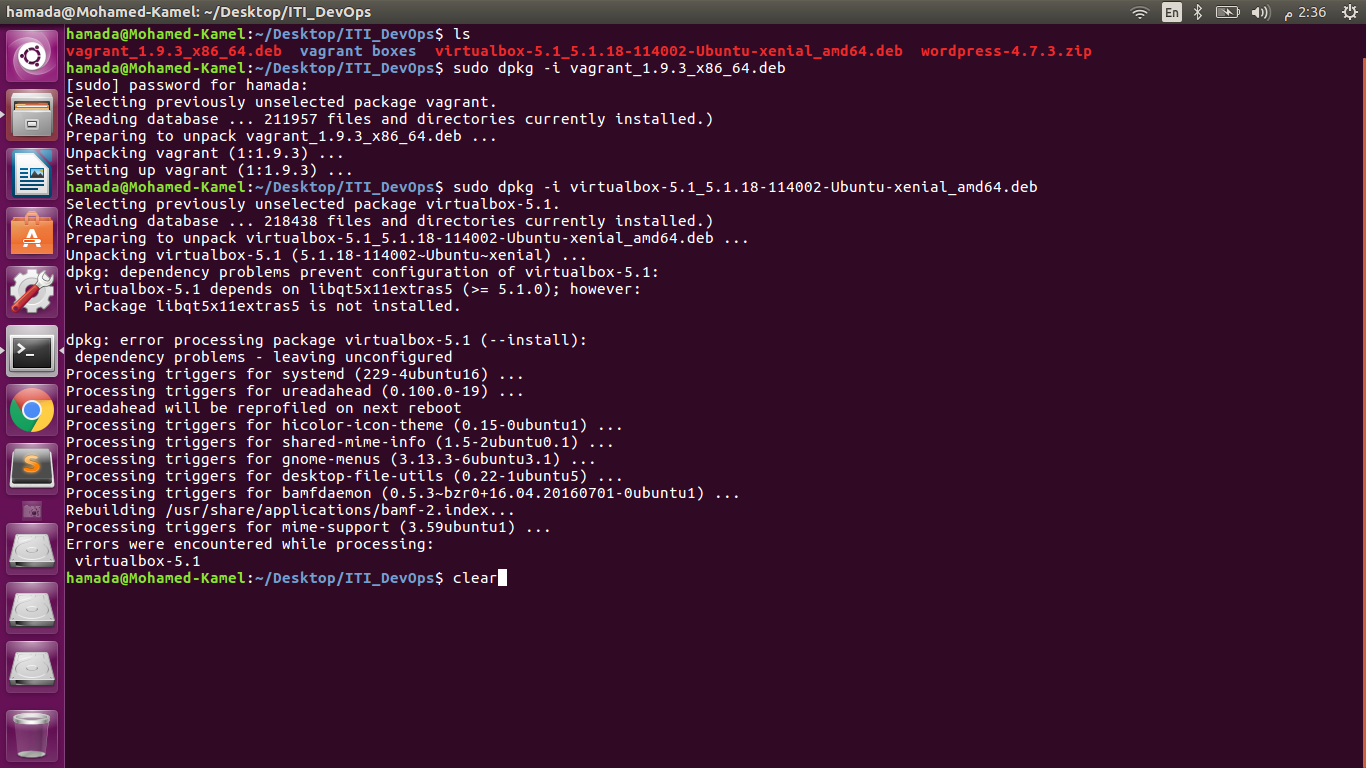 hamada@Mohamed-Kamel: ~/Desktop/ITI_DevOps
En
2:36 م
hamada@Mohamed-Kamel:~/Desktop/ITI_DevOps$ ls
vagrant_1.9.3_x86_64.deb  vagrant boxes  virtualbox-5.1_5.1.18-114002-Ubuntu-xenial_amd64.deb  wordpress-4.7.3.zip
hamada@Mohamed-Kamel:~/Desktop/ITI_DevOps$ sudo dpkg -i vagrant_1.9.3_x86_64.deb
[sudo] password for hamada:
Selecting previously unselected package vagrant.
(Reading database ... 211957 files and directories currently installed.)
Preparing to unpack vagrant_1.9.3_x86_64.deb ...
Unpacking vagrant (1:1.9.3) ...
Setting up vagrant (1:1.9.3) ...
hamada@Mohamed-Kamel:~/Desktop/ITI_DevOps$ sudo dpkg -i virtualbox-5.1_5.1.18-114002-Ubuntu-xenial_amd64.deb
Selecting previously unselected package virtualbox-5.1.
(Reading database ... 218438 files and directories currently installed.)
Preparing to unpack virtualbox-5.1_5.1.18-114002-Ubuntu-xenial_amd64.deb ...
Unpacking virtualbox-5.1 (5.1.18-114002~Ubuntu~xenial) ...
dpkg: dependency problems prevent configuration of virtualbox-5.1:
 virtualbox-5.1 depends on libqt5x11extras5 (>= 5.1.0); however:
  Package libqt5x11extras5 is not installed.

dpkg: error processing package virtualbox-5.1 (--install):
 dependency problems - leaving unconfigured
Processing triggers for systemd (229-4ubuntu16) ...
Processing triggers for ureadahead (0.100.0-19) ...
ureadahead will be reprofiled on next reboot
Processing triggers for hicolor-icon-theme (0.15-0ubuntu1) ...
Processing triggers for shared-mime-info (1.5-2ubuntu0.1) ...
Processing triggers for gnome-menus (3.13.3-6ubuntu3.1) ...
Processing triggers for desktop-file-utils (0.22-1ubuntu5) ...
Processing triggers for bamfdaemon (0.5.3~bzr0+16.04.20160701-0ubuntu1) ...
Rebuilding /usr/share/applications/bamf-2.index...
Processing triggers for mime-support (3.59ubuntu1) ...
Errors were encountered while processing:
 virtualbox-5.1
hamada@Mohamed-Kamel:~/Desktop/ITI_DevOps$ clear